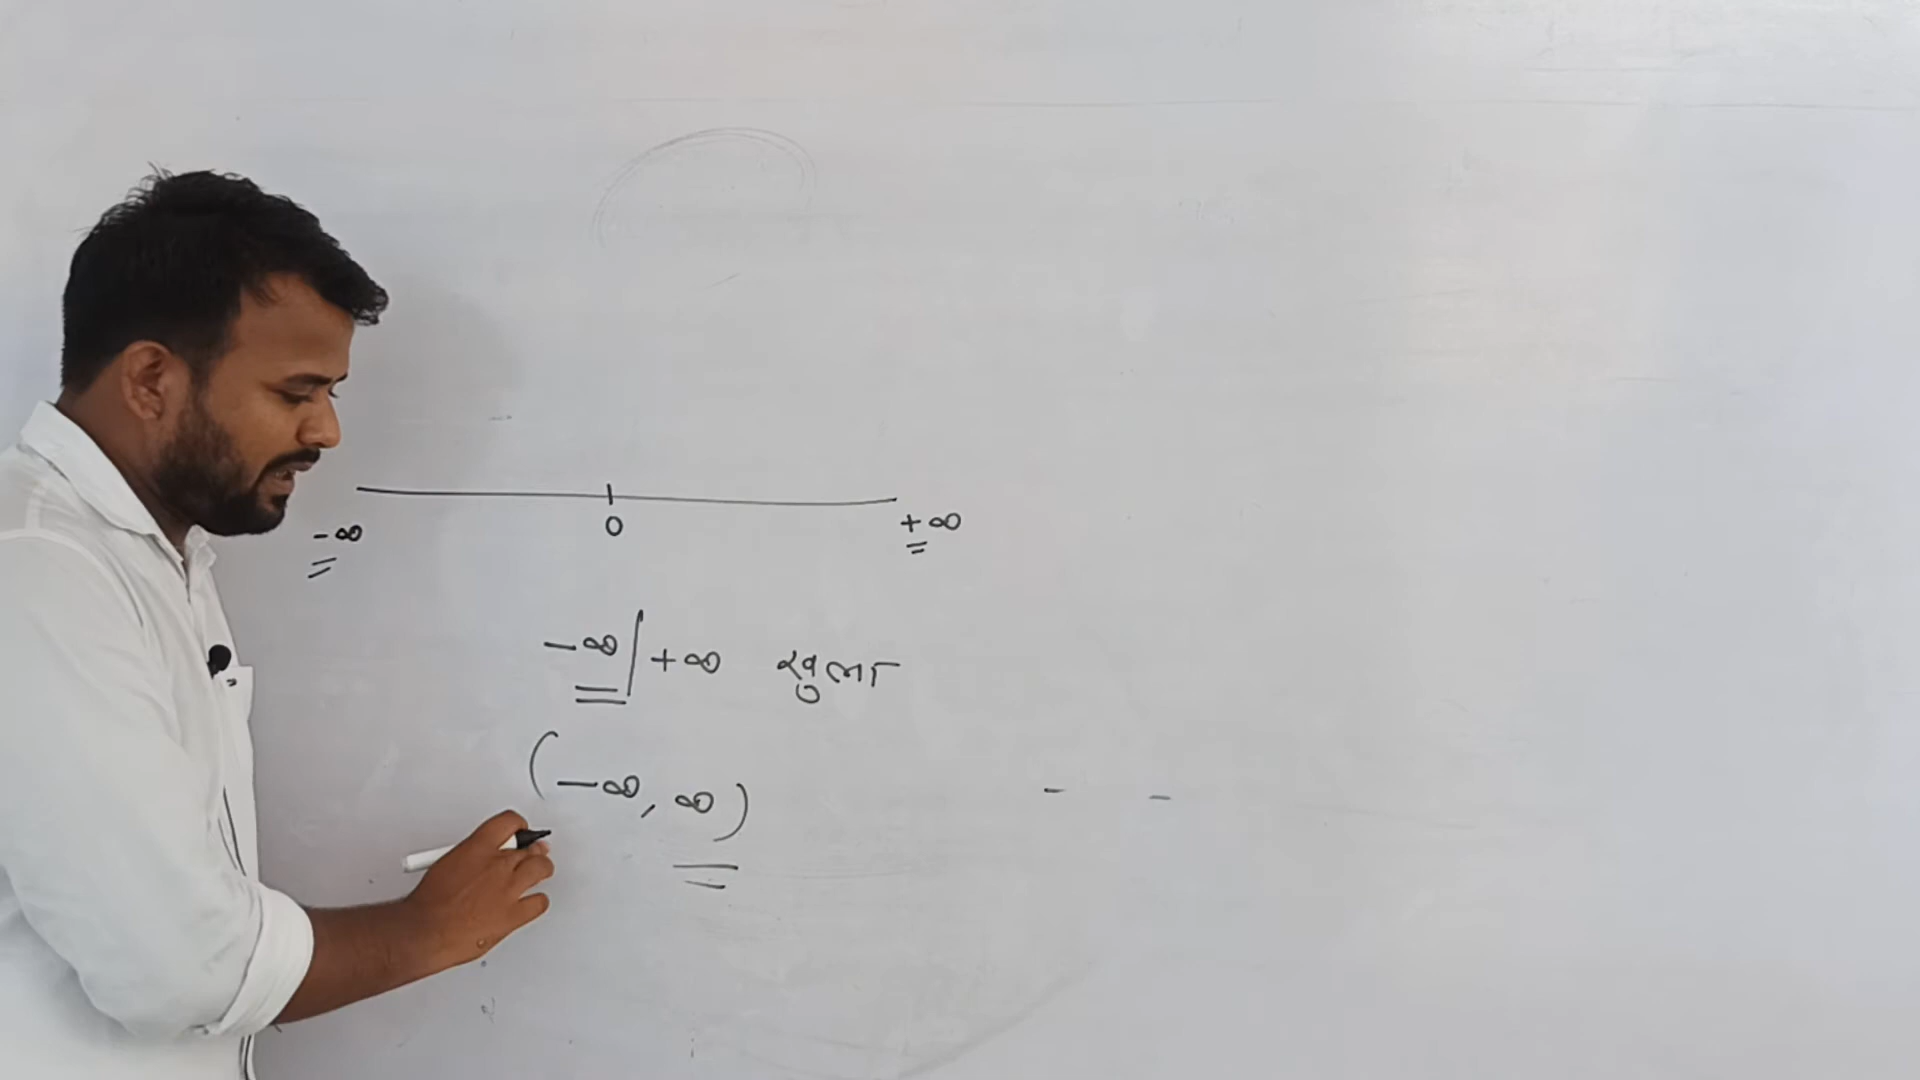 0
-∞ +∞
-∞ | +∞ খুলা
(-∞, ∞)